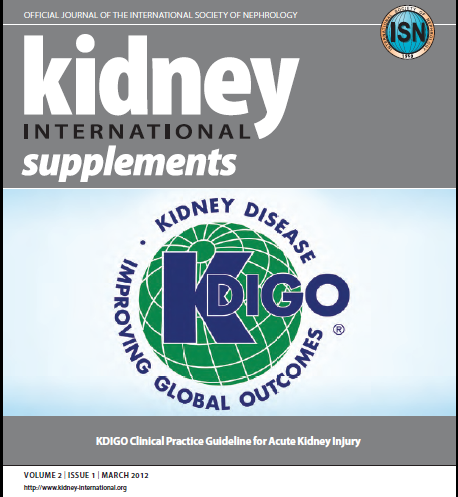 OFFICIAL JOURNAL OF THE INTERNATIONAL SOCIETY OF NEPHROLOGY
ISN
kidney
INTERNATIONAL
supplements
• KIDNEY DISEASE
IMPROVING GLOBAL OUTCOMES
KDIGO
®
KDIGO Clinical Practice Guideline for Acute Kidney Injury
VOLUME 2 | ISSUE 1 | MARCH 2012
http://www.kidney-international.org